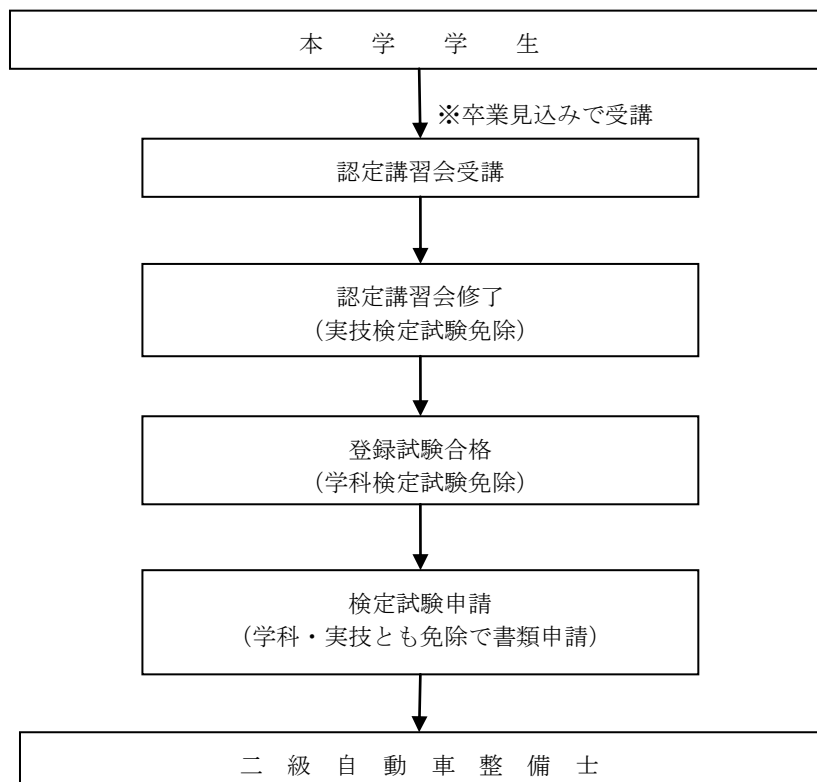 本 学 学 生
※卒業見込みで受講
認定講習会受講
認定講習会修了
（実技検定試験免除）
登録試験合格
（学科検定試験免除）
検定試験申請
（学科・実技とも免除で書類申請）
二 級 自 動 車 整 備 士